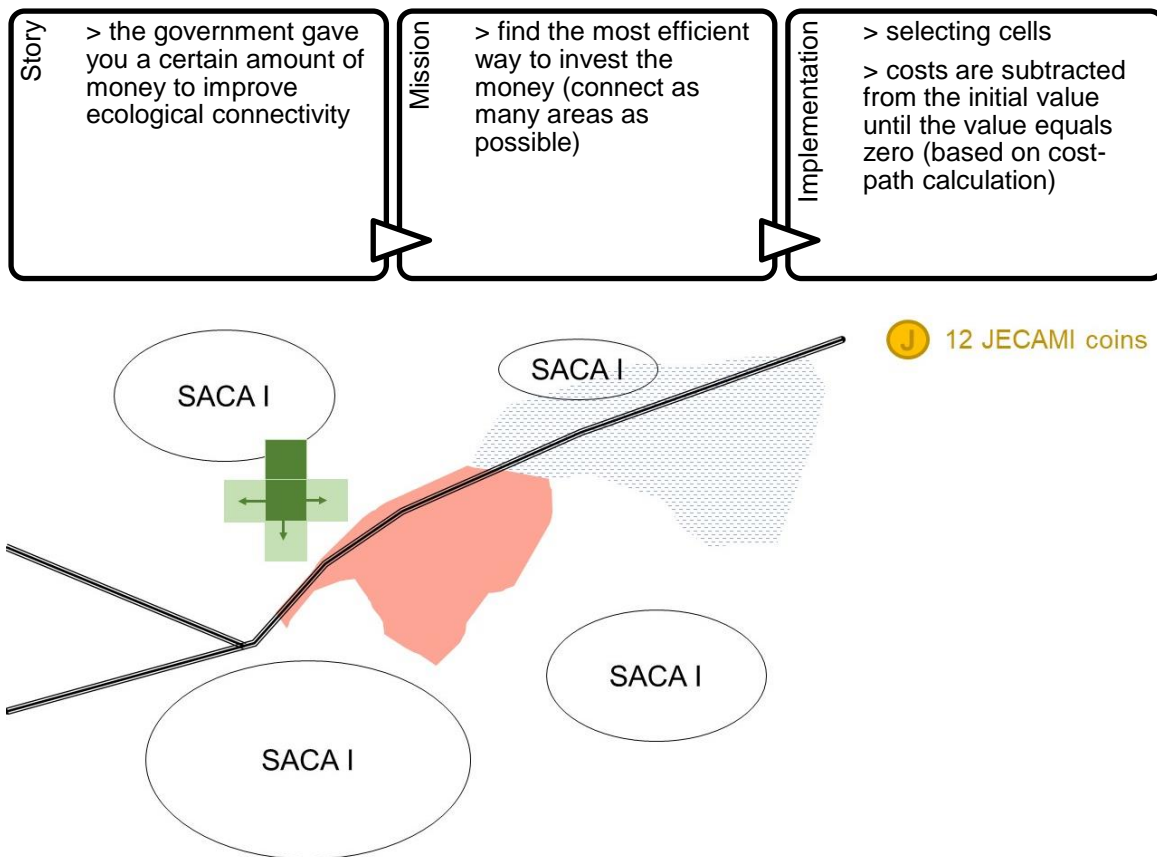 Story
> the government gave
you a certain amount of
money to improve
ecological connectivity
Mission
> find the most efficient
way to invest the
money (connect as
many areas as
possible)
Implementation
> selecting cells
> costs are subtracted
from the initial value
until the value equals
zero (based on cost-
path calculation)
J 12 JECAMI coins
SACA I
SACA I
SACA I
SACA I